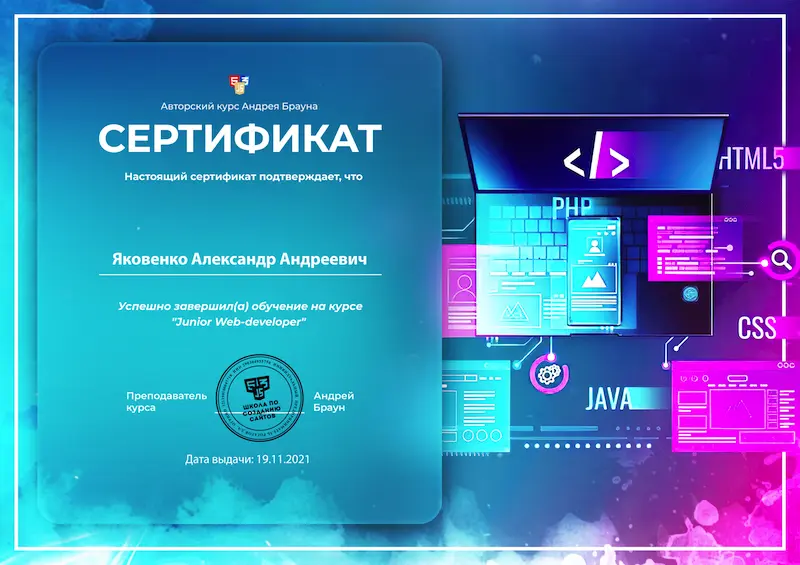 Авторский курс Андрея Брауна
СЕРТИФИКАТ
Настоящий сертификат подтверждает, что
Яковенко Александр Андреевич
Успешно завершил(а) обучение на курсе
"Junior Web-developer"
Преподаватель
курса
ШКОЛА ПО
СОЗДАНИЮ
САЙТОВ
Андрей
Браун
Дата выдачи: 19.11.2021
</>
HTML5
PHP
CSS
JAVA